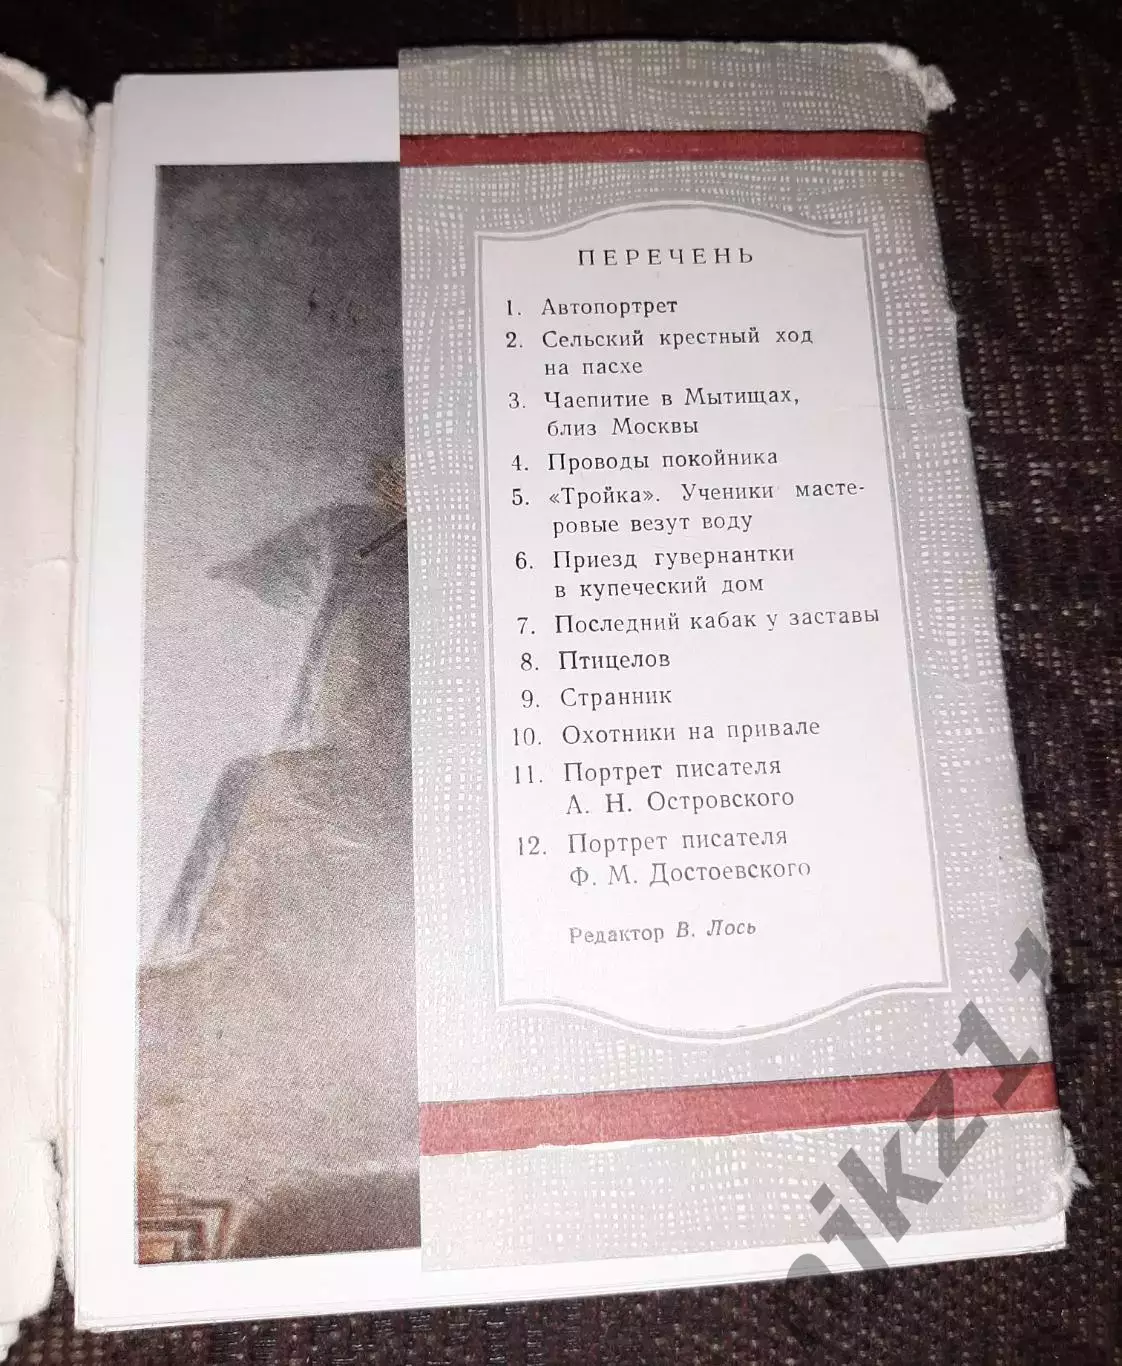 ПЕРЕЧЕНЬ
1. Автопортрет
2. Сельский крестный ход
на пасхе
3. Чаепитие в Мытищах,
близ Москвы
4. Проводы покойника
5. «Тройка». Ученики масте-
ровые везут воду
6. Приезд гувернантки
в купеческий дом
7. Последний кабак у заставы
8. Птицелов
9. Странник
10. Охотники на привале
11. Портрет писателя
А. Н. Островского
12. Портрет писателя
Ф. М. Достоевского
Редактор В. Лось